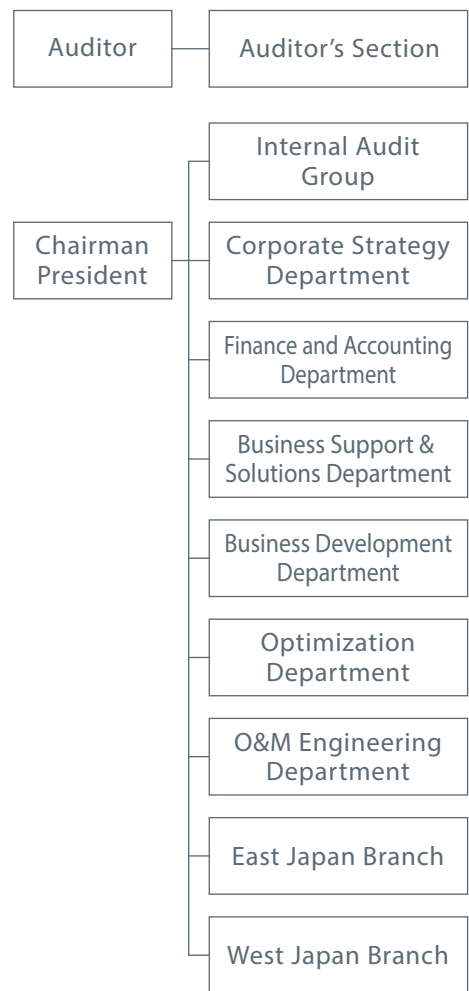 Auditor
Auditor’s Section
Internal Audit
Group
Chairman
President
Corporate Strategy
Department
Finance and Accounting
Department
Business Support &
Solutions Department
Business Development
Department
Optimization
Department
O&M Engineering
Department
East Japan Branch
West Japan Branch